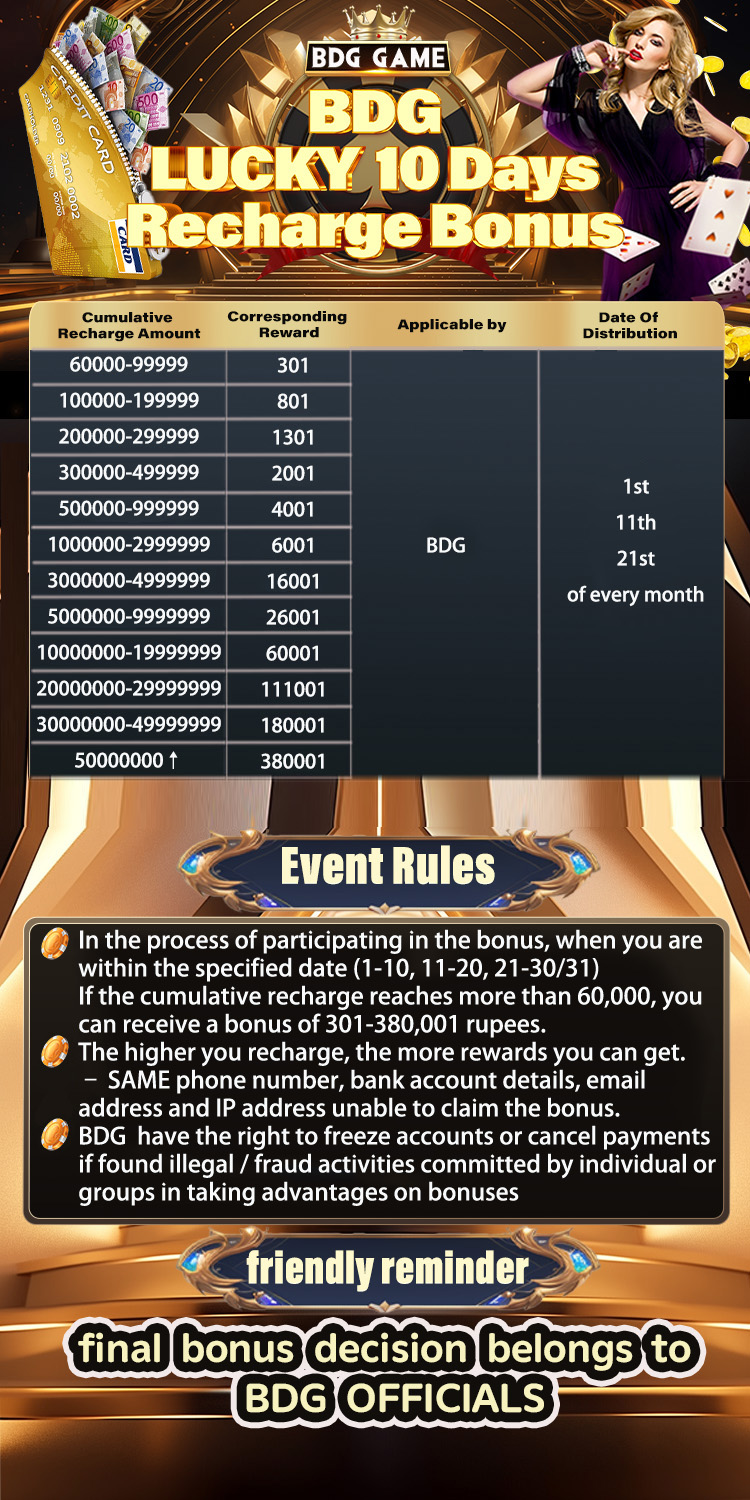 BDG GAME
BDG
LUCKY 10 Days
Recharge Bonus
CREDIT CARD
1234 0909 2102 0002
00/00 00/00
CARD
Cumulative
Recharge Amount
Corresponding
Reward
Applicable by
Date Of
Distribution
60000-99999 301
100000-199999 801
200000-299999 1301
300000-499999 2001
500000-999999 4001
1000000-2999999 6001
3000000-4999999 16001
5000000-9999999 26001
10000000-19999999 60001
20000000-29999999 111001
30000000-49999999 180001
50000000↑ 380001
BDG
1st
11th
21st
of every month
Event Rules
In the process of participating in the bonus, when you are
within the specified date (1-10, 11-20, 21-30/31)
If the cumulative recharge reaches more than 60,000, you
can receive a bonus of 301-380,001 rupees.
The higher you recharge, the more rewards you can get.
– SAME phone number, bank account details, email
address and IP address unable to claim the bonus.
BDG have the right to freeze accounts or cancel payments
if found illegal / fraud activities committed by individual or
groups in taking advantages on bonuses
friendly reminder
final bonus decision belongs to
BDG OFFICIALS